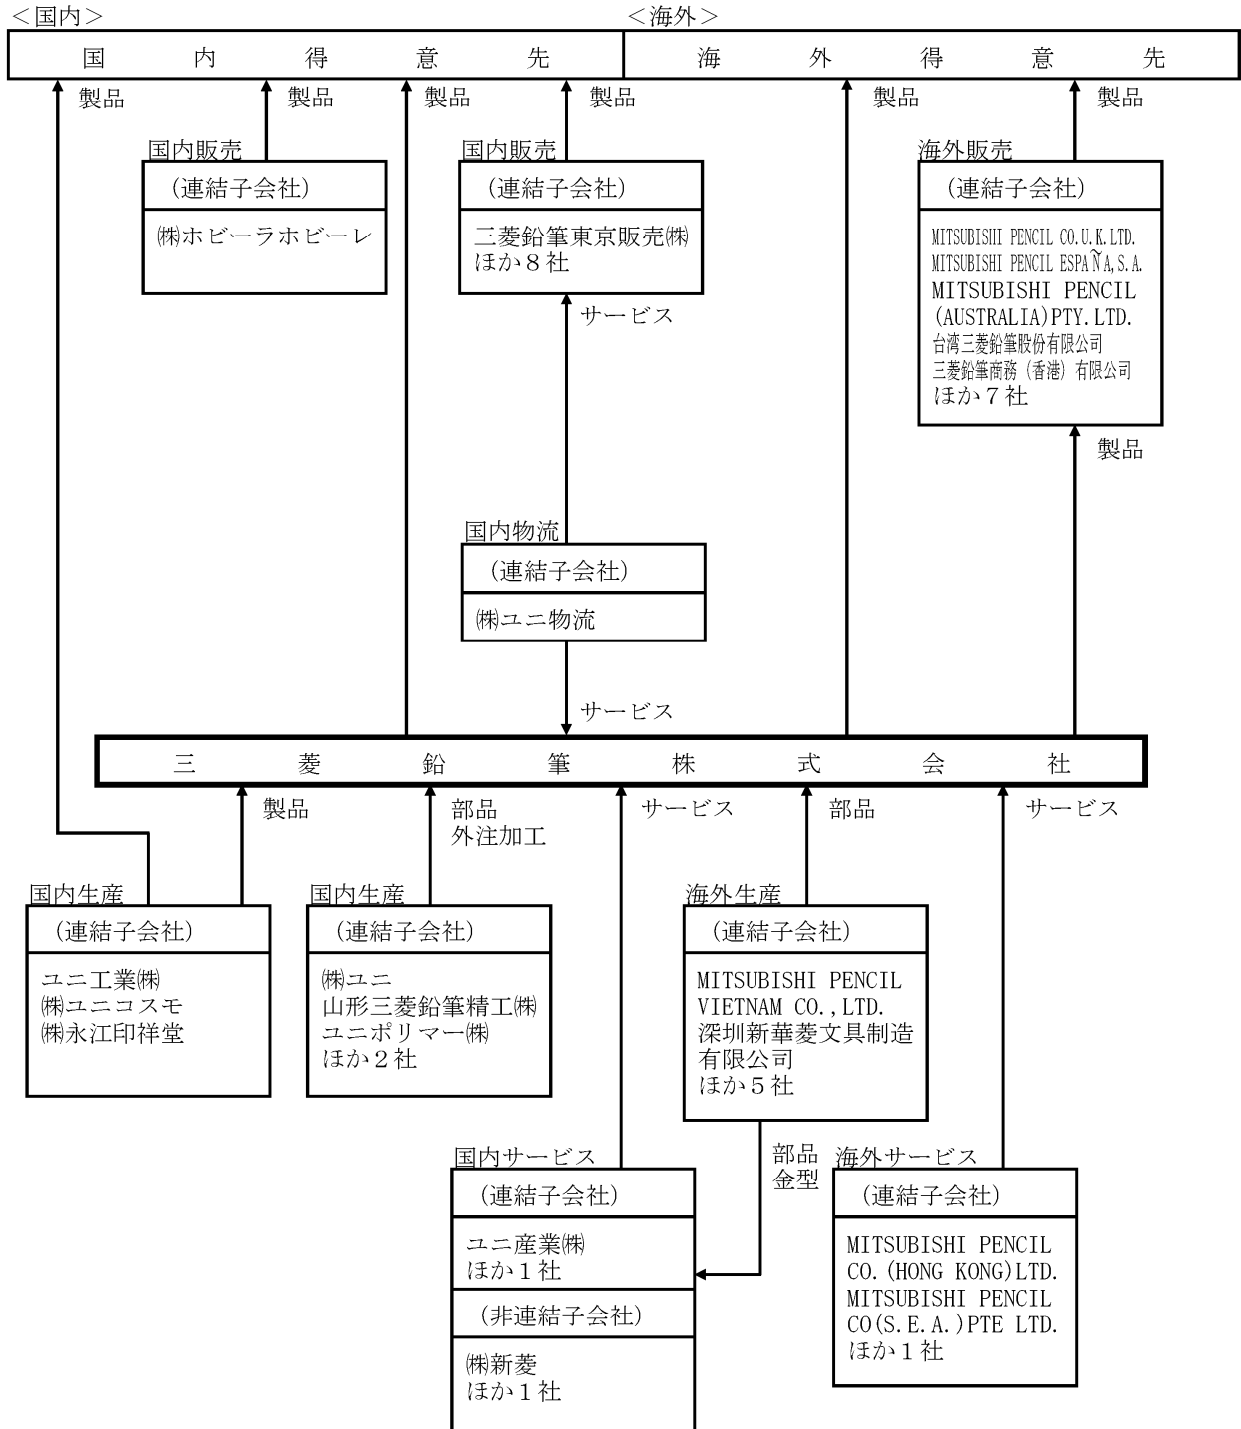 ＜国内＞
＜海外＞
国内得意先
海外得意先
製品
製品
製品
製品
製品
製品
国内販売
(連結子会社)
㈱ホビーラホビーレ
国内販売
(連結子会社)
三菱鉛筆東京販売㈱
ほか８社
海外販売
(連結子会社)
MITSUBISHI PENCIL CO.U.K.LTD.
MITSUBISHI PENCIL ESPAÑA,S.A.
MITSUBISHI PENCIL
(AUSTRALIA)PTY.LTD.
台湾三菱鉛筆股份有限公司
三菱鉛筆商務（香港）有限公司
ほか７社
サービス
製品
国内物流
(連結子会社)
㈱ユニ物流
サービス
三菱鉛筆株式会社
製品
部品
外注加工
サービス
部品
サービス
国内生産
(連結子会社)
ユニ工業㈱
㈱ユニコスモ
㈱永江印祥堂
国内生産
(連結子会社)
㈱ユニ
山形三菱鉛筆精工㈱
ユニポリマー㈱
ほか２社
海外生産
(連結子会社)
MITSUBISHI PENCIL
VIETNAM CO.,LTD.
深圳新華菱文具制造
有限公司
ほか５社
部品
金型
国内サービス
(連結子会社)
ユニ産業㈱
ほか１社
(非連結子会社)
㈱新菱
ほか１社
海外サービス
(連結子会社)
MITSUBISHI PENCIL
CO.(HONG KONG)LTD.
MITSUBISHI PENCIL
CO(S.E.A.)PTE LTD.
ほか１社